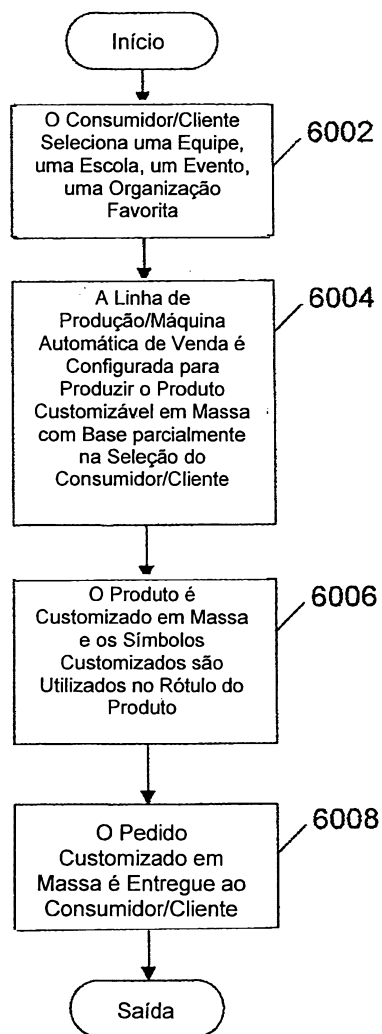 Início
O Consumidor/Cliente
Seleciona uma Equipe,
uma Escola, um Evento,
uma Organização
Favorita
6002
A Linha de
Produção/Máquina
Automática de Venda é
Configurada para
Produzir o Produto
Customizável em Massa
com Base parcialmente
na Seleção do
Consumidor/Cliente
6004
O Produto é
Customizado em Massa
e os Símbolos
Customizados são
Utilizados no Rótulo do
Produto
6006
O Pedido
Customizado em
Massa é Entregue ao
Consumidor/Cliente
6008
Saída